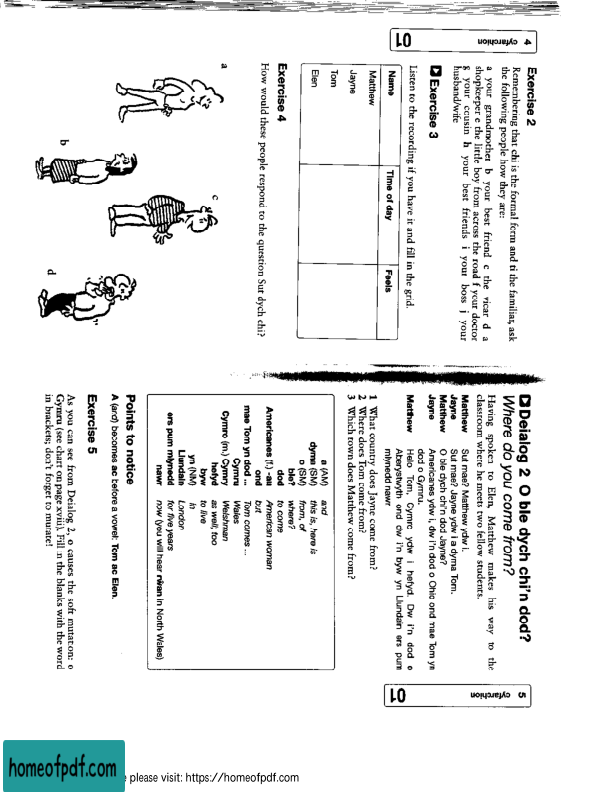 4 cyfarchion
01
Exercise 2
Remembering that chi is the formal form and ti the familiar, ask
the following people how they are:
a your grandmother b your best friend c the vicar d a
shopkeeper e the little boy from across the road f your doctor
g your cousin h your best friends i your boss j your
husband/wife
Exercise 3
Listen to the recording if you have it and fill in the grid.
Name Time of day Feels
Matthew
Jayne
Tom
Elen
Exercise 4
How would these people respond to the question Sut dych chi?
a
b
c
d
5 cyfarchion
01
Deialog 2 O ble dych chi'n dod?
Where do you come from?
Having spoken to Elen, Matthew makes his way to the
classroom where he meets two fellow students.
Matthew Sut mae? Matthew ydw i.
Jayne Sut mae? Jayne ydw i a dyma Tom.
Matthew O ble dych chi'n dod Jayne?
Jayne Americanes ydw i, dw i'n dod o Ohio ond mae Tom yn
dod o Gymru.
Matthew Helo Tom, Cymro ydw i hefyd. Dw i'n dod o
Aberystwyth ond dw i'n byw yn Llundain ers pum
mlynedd nawr
1 What country does Jayne come from?
2 Where does Tom come from?
3 Which town does Matthew come from?
a (AM) and
dyma (SM) this is, here is
o (SM) from, of
ble? where?
dod to come
Americanes (f.) -au American woman
ond but
mae Tom yn dod ... Tom comes ...
Cymru Wales
Cymro (m.) Cymry Welshman
hefyd as well, too
byw to live
yn (NM) in
Llundain London
ers pum mlynedd for five years
nawr now (you will hear rŵan in North Wales)
Points to notice
A (and) becomes ac before a vowel: Tom ac Elen.
Exercise 5
As you can see from Deialog 2, o causes the soft mutation: o
Gymru (see chart on page xviii). Fill in the blanks with the word
in brackets; don't forget to mutate!
homeofpdf.com
please visit: https://homeofpdf.com